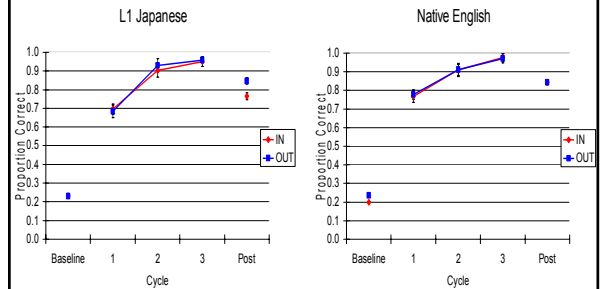 L1 Japanese
Proportion Correct
1.0
0.9
0.8
0.7
0.6
0.5
0.4
0.3
0.2
0.1
0.0
Baseline 1 2 3 Post
Cycle
IN
OUT
Native English
Proportion Correct
1.0
0.9
0.8
0.7
0.6
0.5
0.4
0.3
0.2
0.1
0.0
Baseline 1 2 3 Post
Cycle
IN
OUT